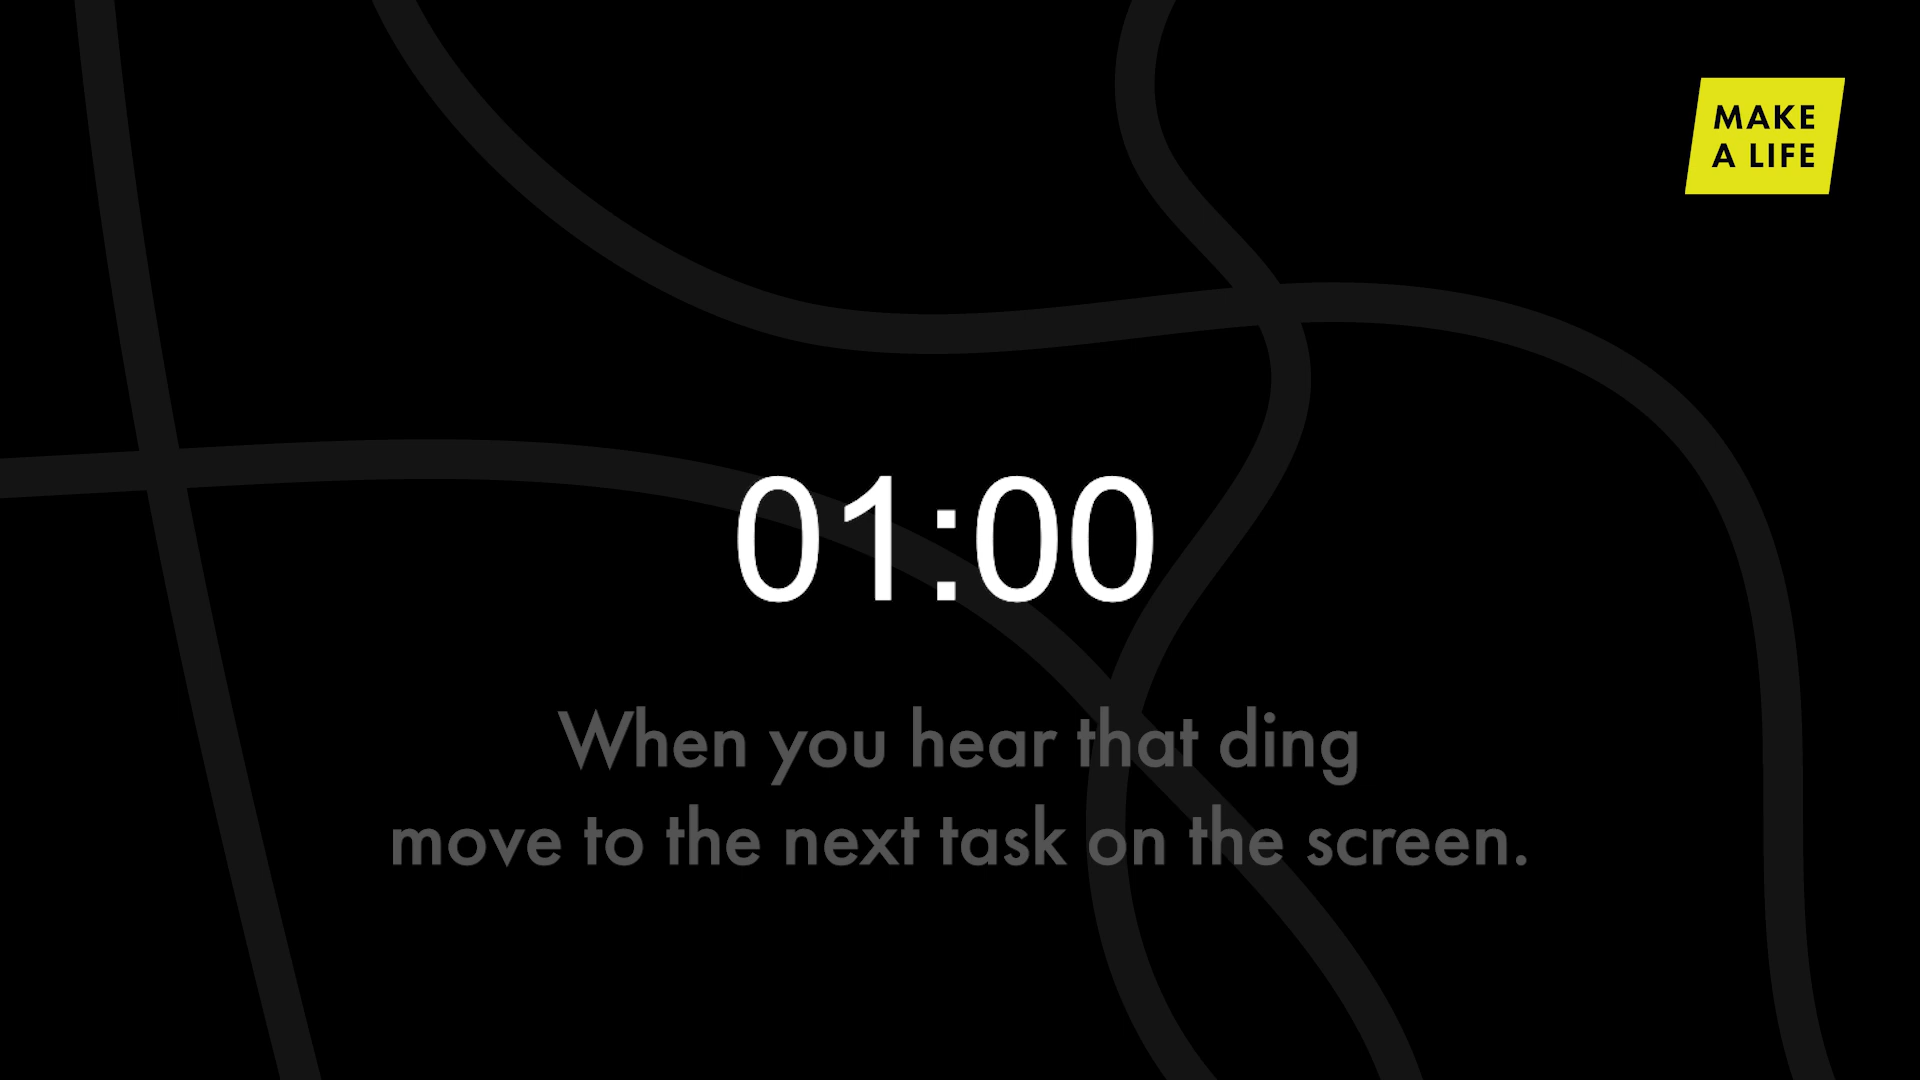 MAKE
A LIFE
01:00
When you hear that ding
move to the next task on the screen.